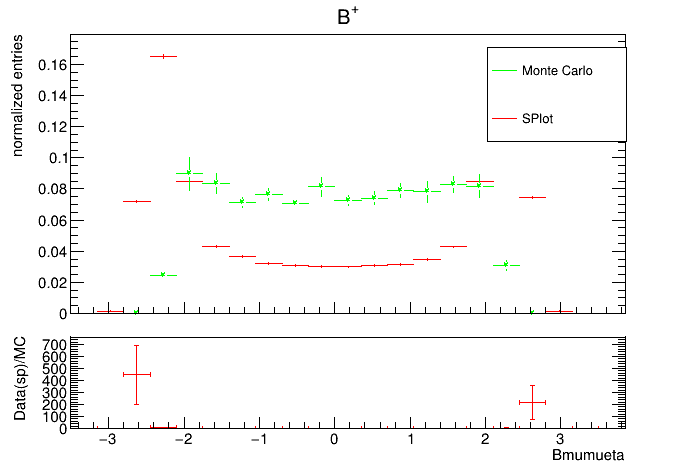 B+
normalized entries
0.16
0.14
0.12
0.1
0.08
0.06
0.04
0.02
0
Monte Carlo
SPlot
Data(sp)/MC
700
600
500
400
300
200
100
0
−3 −2 −1 0 1 2 3
Bmumueta